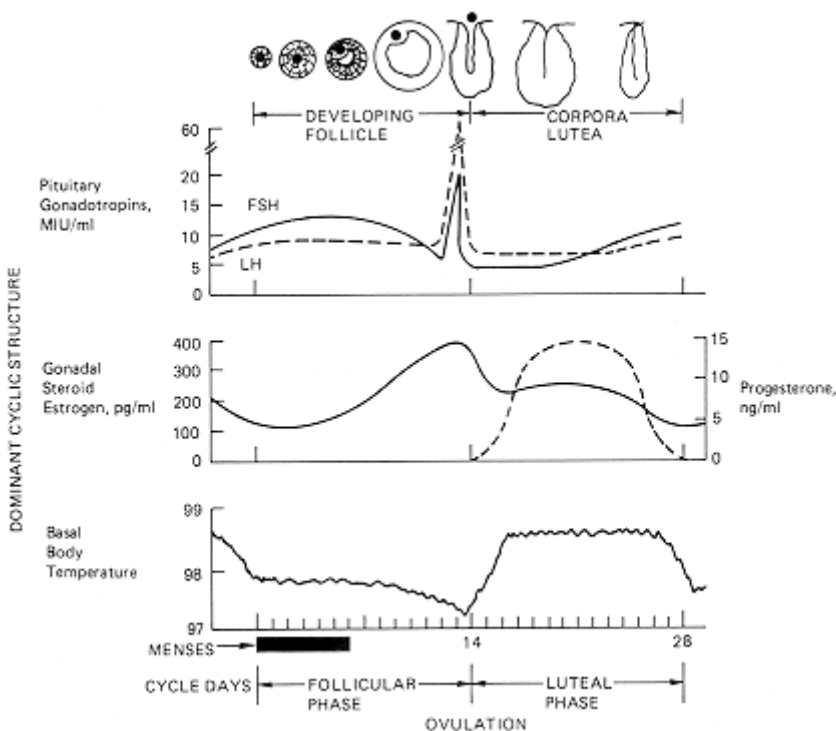 DEVELOPING
FOLLICLE
CORPORA
LUTEA
60
20
15
10
5
0
Pituitary
Gonadotropins,
MIU/ml
FSH
LH
DOMINANT CYCLIC STRUCTURE
400
300
200
100
0
Gonadal
Steroid
Estrogen, pg/ml
15
10
5
0
Progesterone,
ng/ml
14
28
99
98
97
Basal
Body
Temperature
MENSES
14
28
CYCLE DAYS
FOLLICULAR
PHASE
LUTEAL
PHASE
OVULATION